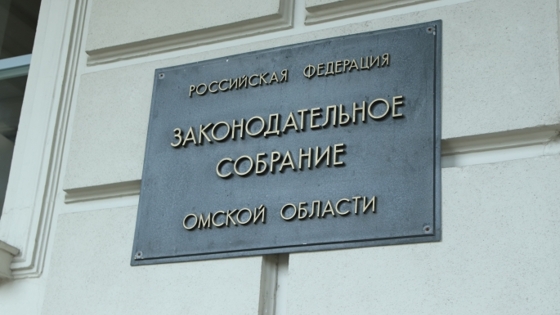 РОССИЙСКАЯ ФЕДЕРАЦИЯ
ЗАКОНОДАТЕЛЬНОЕ
СОБРАНИЕ
ОМСКОЙ ОБЛАСТИ